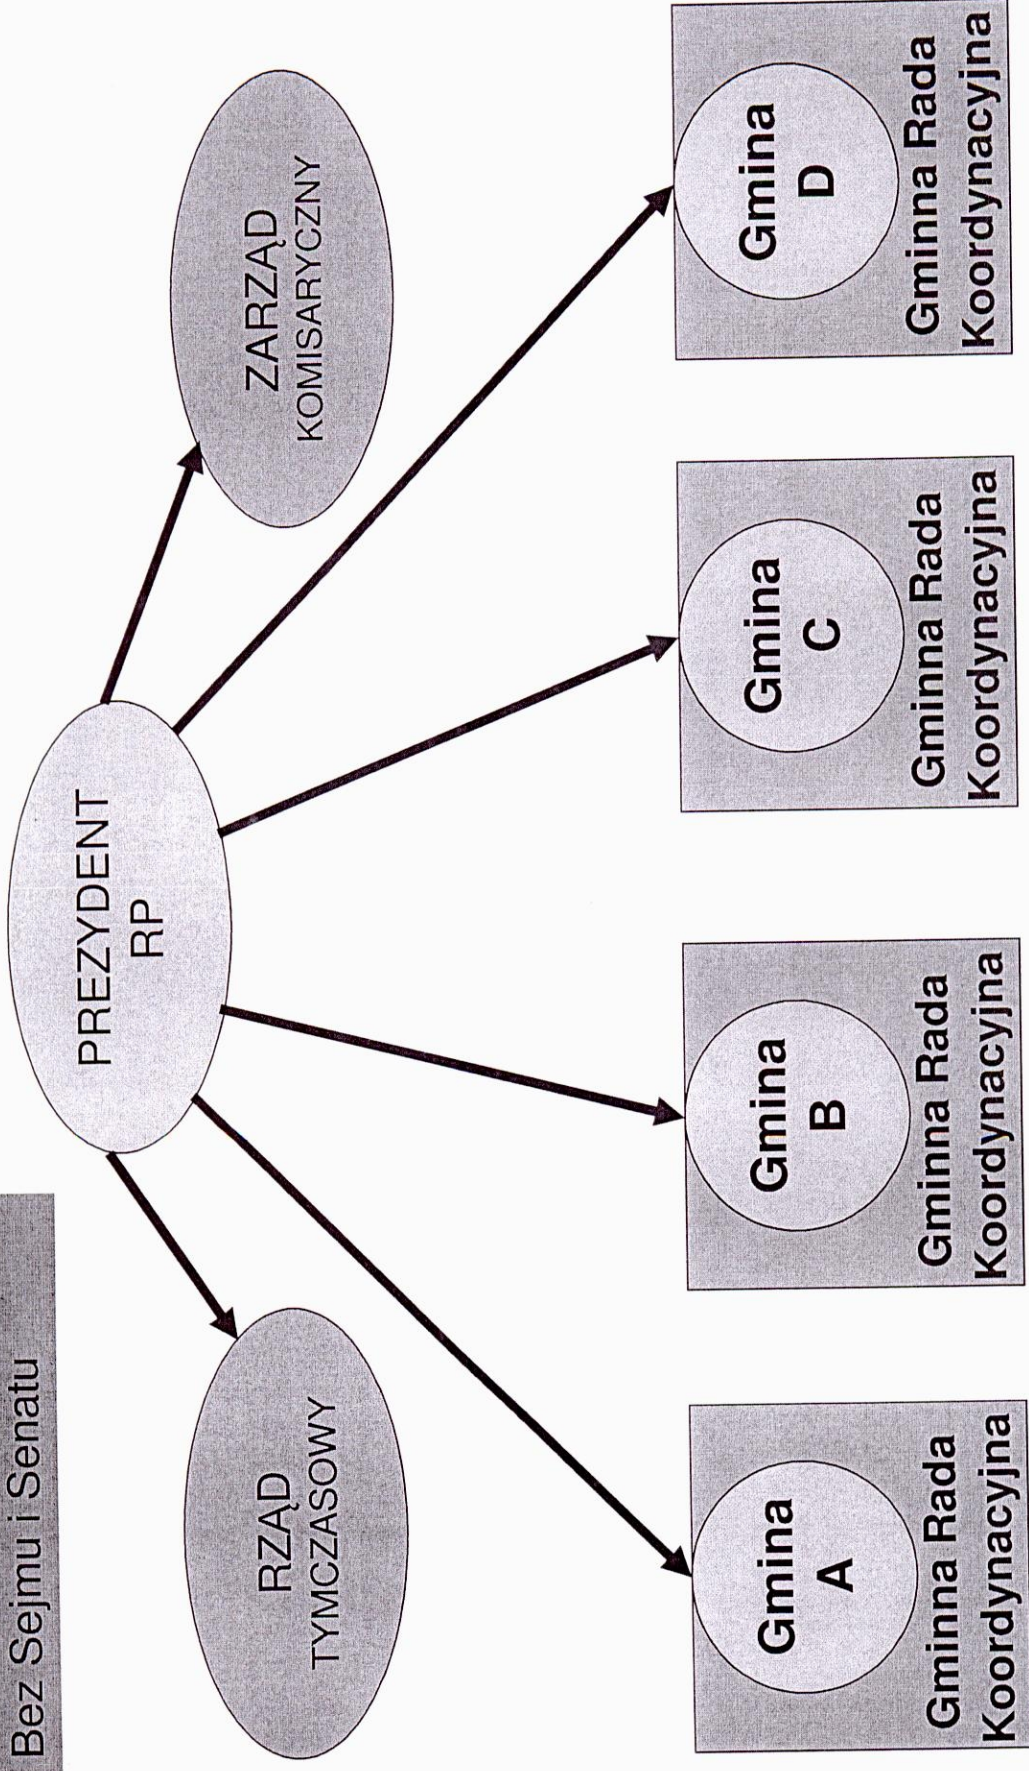 Bez Sejmu i Senatu
PREZYDENT
RP
RZĄD
TYMCZASOWY
ZARZĄD
KOMISARYCZNY
Gmina
A
Gminna Rada
Koordynacyjna
Gmina
B
Gminna Rada
Koordynacyjna
Gmina
C
Gminna Rada
Koordynacyjna
Gmina
D
Gminna Rada
Koordynacyjna